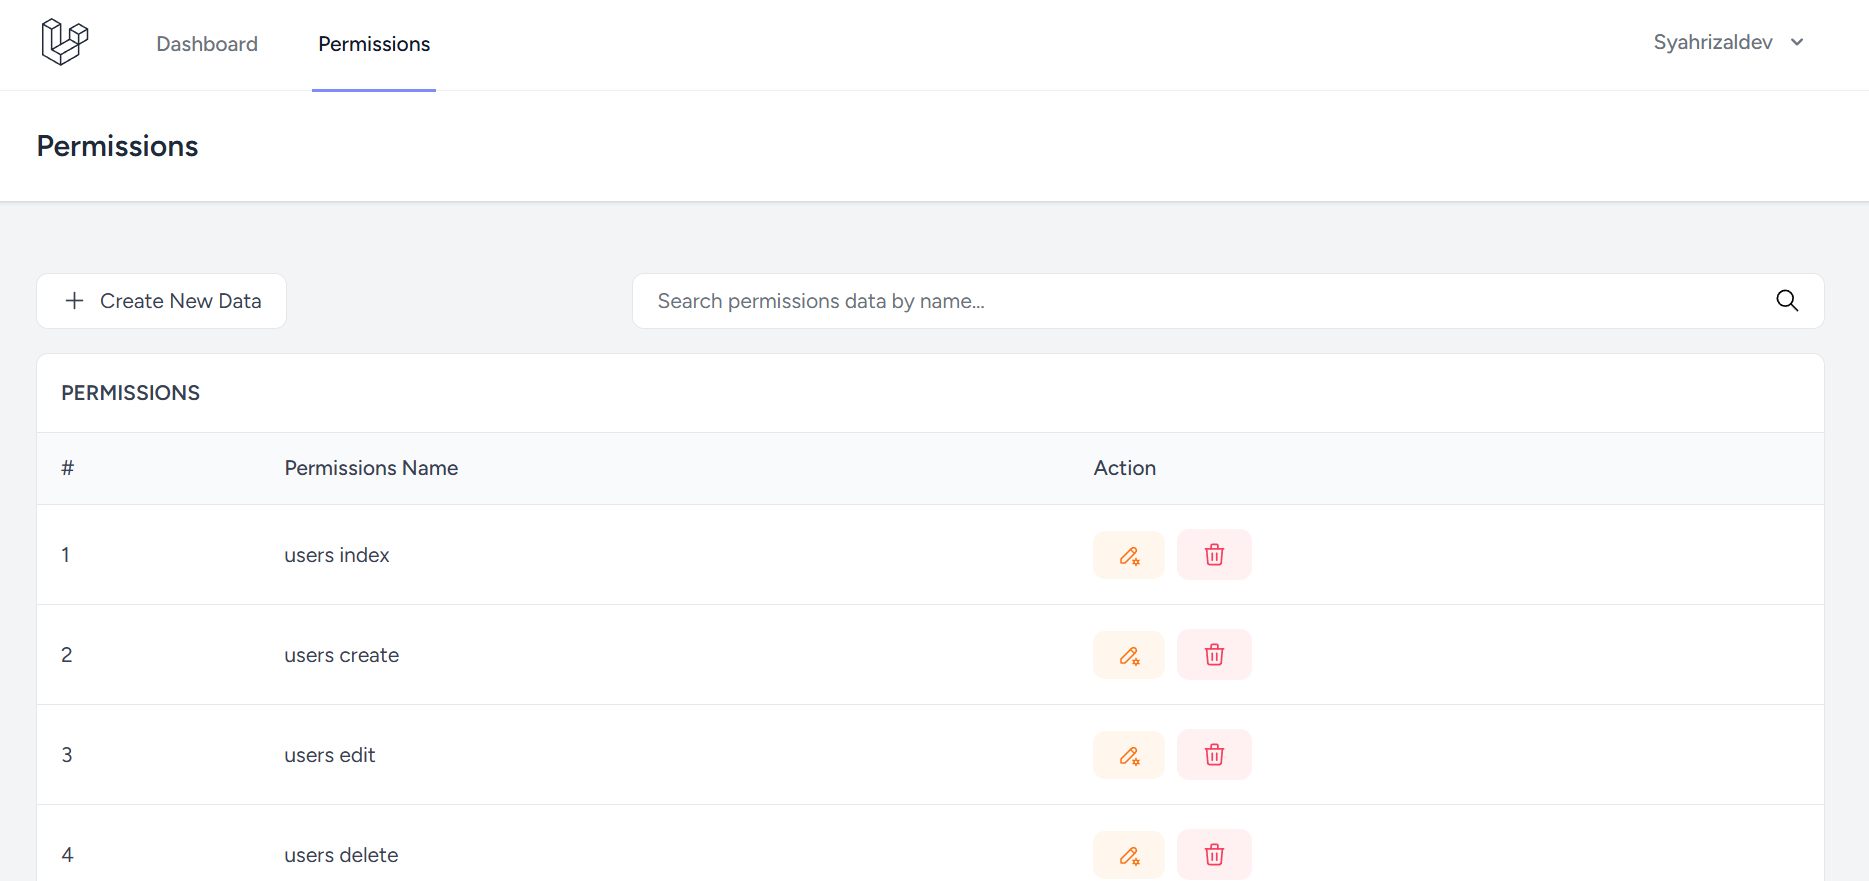 Dashboard Permissions Syahrizaldev
Permissions
Create New Data Search permissions data by name...
PERMISSIONS
# Permissions Name Action
1 users index
2 users create
3 users edit
4 users delete